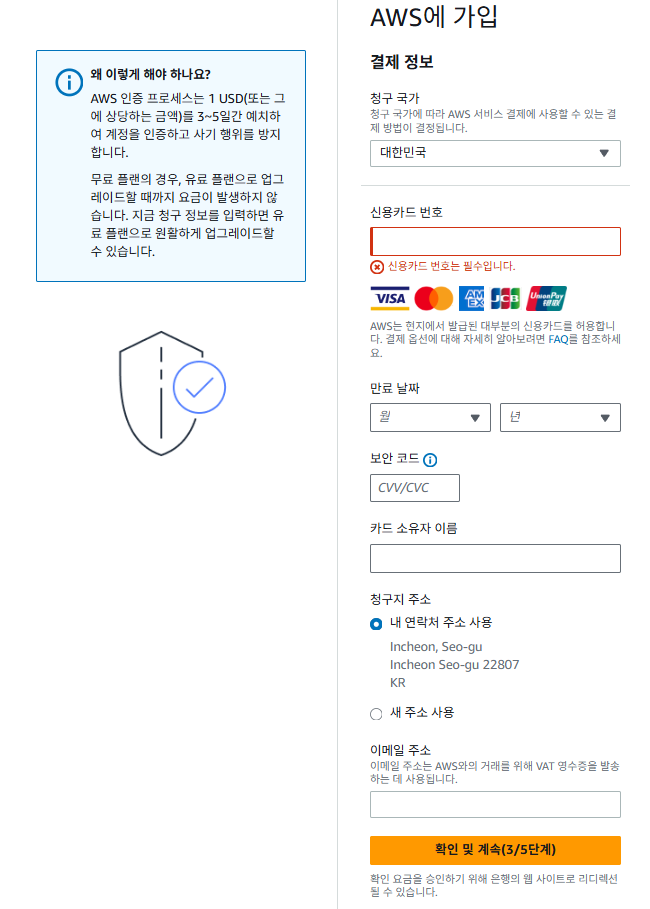 AWS에 가입
왜 이렇게 해야 하나요?
AWS 인증 프로세스는 1 USD(또는 그
에 상당하는 금액)를 3~5일간 예치하
여 계정을 인증하고 사기 행위를 방지
합니다.
무료 플랜의 경우, 유료 플랜으로 업그
레이드할 때까지 요금이 발생하지 않
습니다. 지금 청구 정보를 입력하면 유
료 플랜으로 원활하게 업그레이드할
수 있습니다.
결제 정보
청구 국가
청구 국가에 따라 AWS 서비스 결제에 사용할 수 있는 결
제 방법이 결정됩니다.
대한민국
신용카드 번호
신용카드 번호는 필수입니다.
VISA AMEX JCB UnionPay 银联
AWS는 현지에서 발급된 대부분의 신용카드를 허용합니
다. 결제 옵션에 대해 자세히 알아보려면 FAQ를 참조하세
요.
만료 날짜
월 년
보안 코드
CVV/CVC
카드 소유자 이름
청구지 주소
내 연락처 주소 사용
Incheon, Seo-gu
Incheon Seo-gu 22807
KR
새 주소 사용
이메일 주소
이메일 주소는 AWS와의 거래를 위해 VAT 영수증을 발송
하는 데 사용됩니다.
확인 및 계속(3/5단계)
확인 요금을 승인하기 위해 은행의 웹 사이트로 리디렉션
될 수 있습니다.